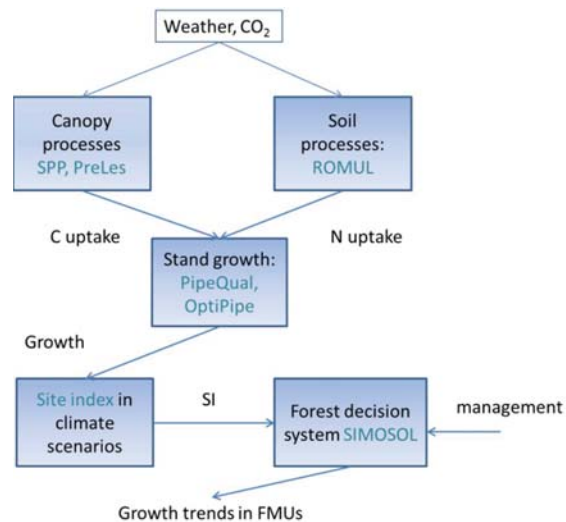 Weather, CO₂
Canopy
processes
SPP, PreLes
Soil
processes:
ROMUL
C uptake
N uptake
Stand growth:
PipeQual,
OptiPipe
Growth
Site index in
climate
scenarios
SI
Forest decision
system SIMOSOL
management
Growth trends in FMUs